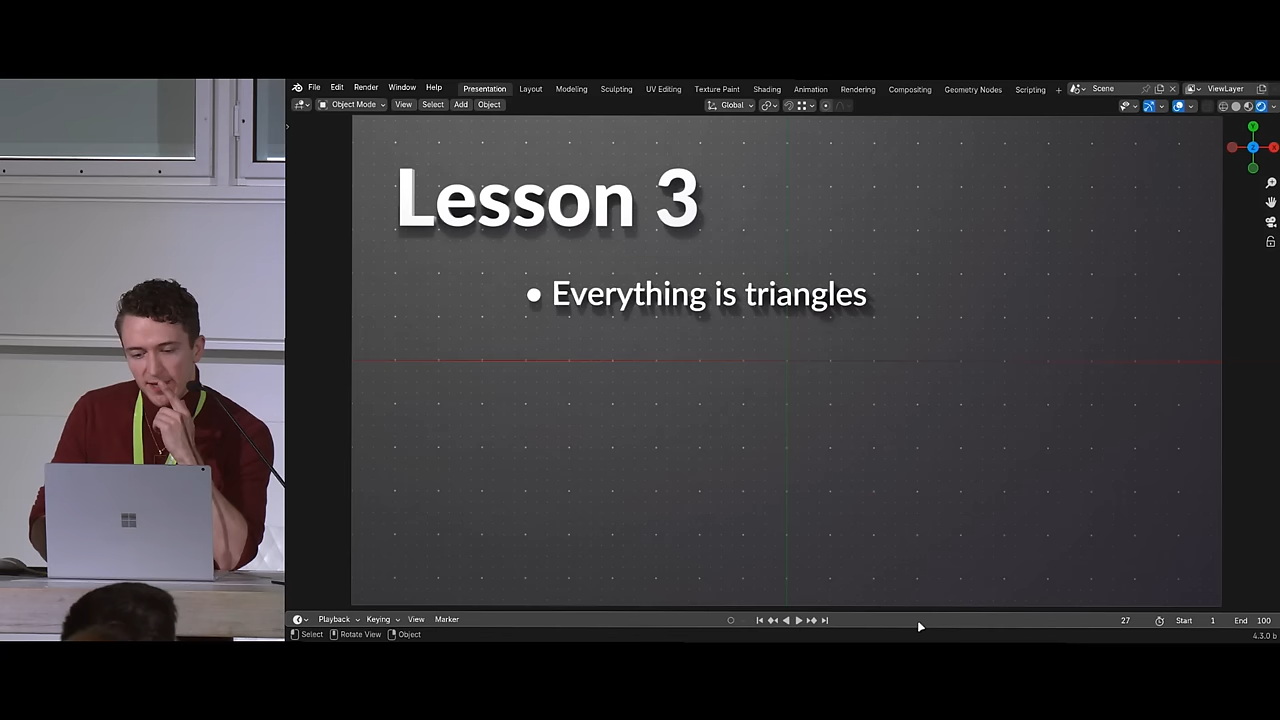 File Edit Render Window Help Presentation Layout Modeling Sculpting UV Editing Texture Paint Shading Animation Rendering Compositing Geometry Nodes Scripting + Scene ViewLayer
Object Mode View Select Add Object Global
Lesson 3
• Everything is triangles
Playback Keying View Marker 27 Start 1 End 100
Select Rotate View Object 4.3.0 b